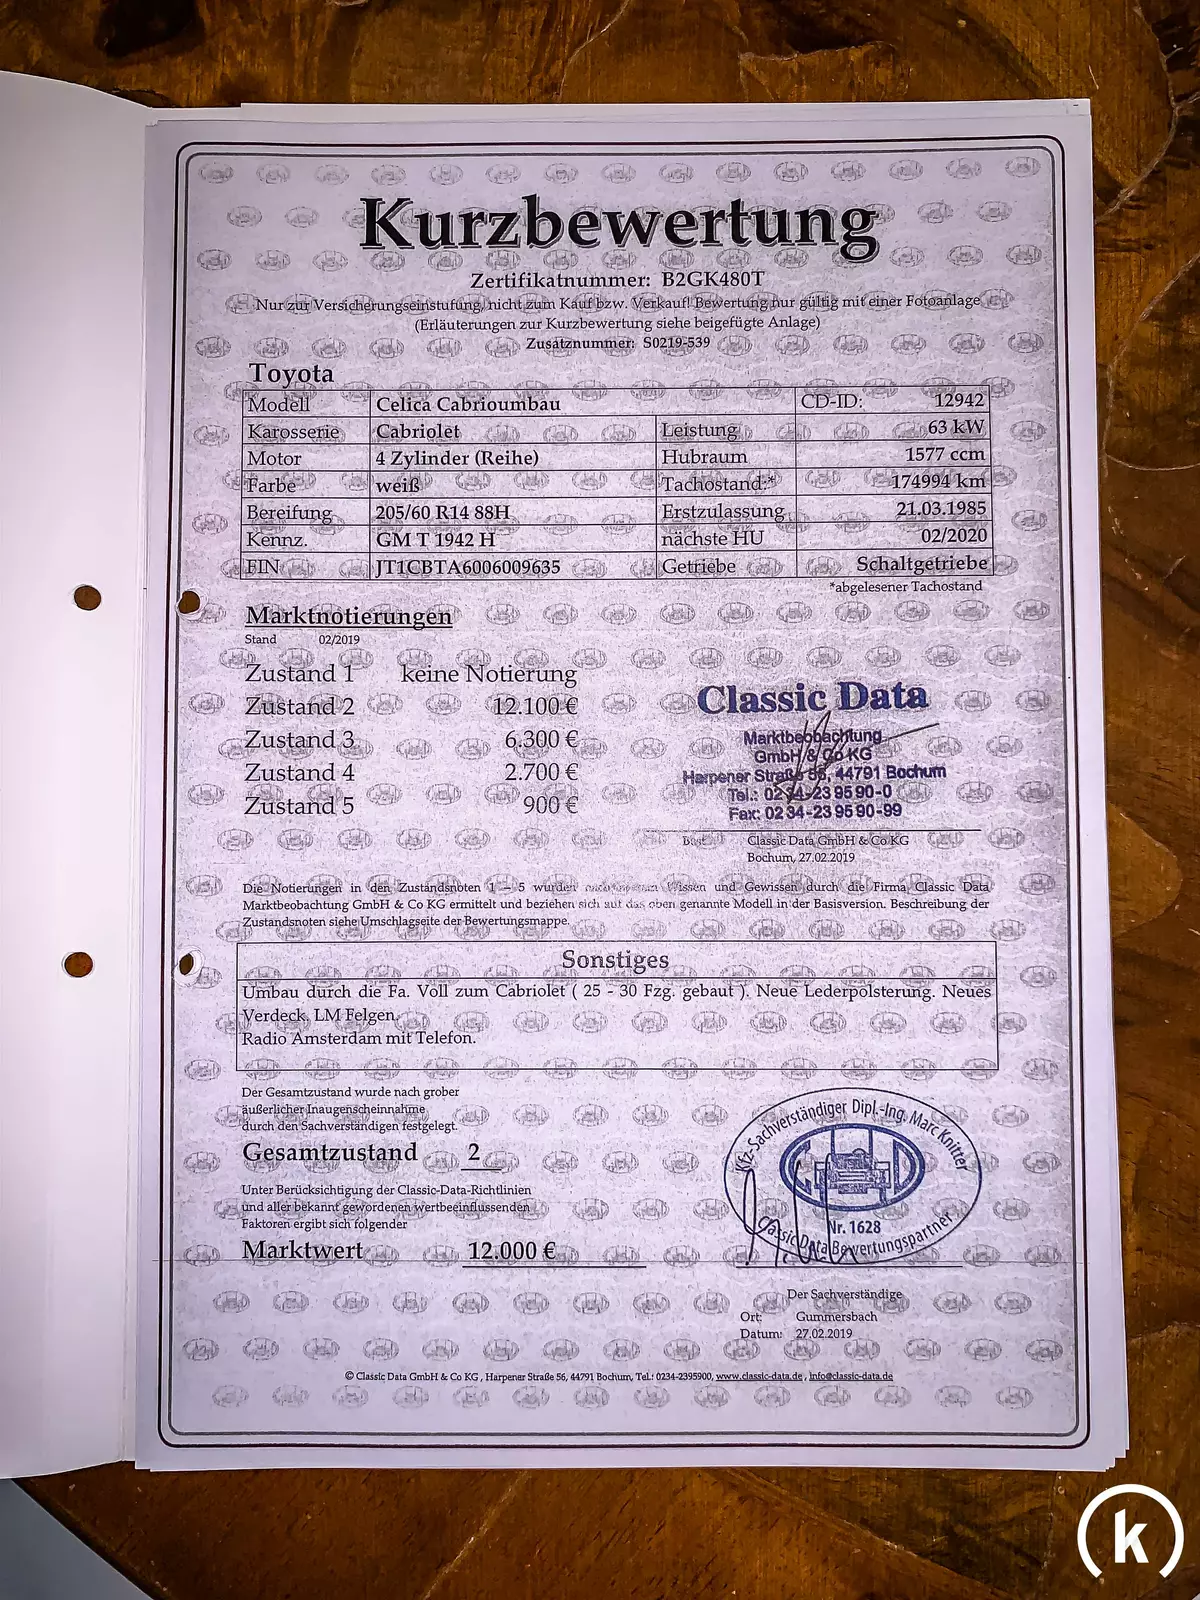 Kurzbewertung
Zertifikatnummer: B2GK480T
Nur zur Versicherungseinstufung, nicht zum Kauf bzw. Verkauf! Bewertung nur gültig mit einer Fotoanlage
(Erläuterungen zur Kurzbewertung siehe beigefügte Anlage)
Zusatznummer: S0219-539
Toyota
Modell Celica Cabrioumbau CD-ID: 12942
Karosserie Cabriolet Leistung 63 kW
Motor 4 Zylinder (Reihe) Hubraum 1577 ccm
Farbe weiß Tachostand:* 174994 km
Bereifung 205/60 R14 88H Erstzulassung 21.03.1985
Kennz. GM T 1942 H nächste HU 02/2020
FIN JT1CBTA6006009635 Getriebe Schaltgetriebe
*abgelesener Tachostand
Marktnotierungen
Stand 02/2019
Zustand 1 keine Notierung
Zustand 2 12.100 €
Zustand 3 6.300 €
Zustand 4 2.700 €
Zustand 5 900 €
Classic Data
Marktbeobachtung
GmbH & Co KG
Harpener Straße 56, 44791 Bochum
Tel.: 02 34-23 95 90-0
Fax: 02 34-23 95 90-99
Classic Data GmbH & Co KG
Bochum, 27.02.2019
Die Notierungen in den Zustandsnoten 1 – 5 wurden Wissen und Gewissen durch die Firma Classic Data
Marktbeobachtung GmbH & Co KG ermittelt und beziehen sich auf das oben genannte Modell in der Basisversion. Beschreibung der
Zustandsnoten siehe Umschlagseite der Bewertungsmappe.
Sonstiges
Umbau durch die Fa. Voll zum Cabriolet ( 25 - 30 Fzg. gebaut ). Neue Lederpolsterung. Neues
Verdeck. LM Felgen.
Radio Amsterdam mit Telefon.
Der Gesamtzustand wurde nach grober
äußerlicher Inaugenscheinnahme
durch den Sachverständigen festgelegt.
Gesamtzustand 2
Unter Berücksichtigung der Classic-Data-Richtlinien
und aller bekannt gewordenen wertbeeinflussenden
Faktoren ergibt sich folgender
Marktwert 12.000 €
Kfz-Sachverständiger Dipl.-Ing. Marc Knitter
CD
Nr. 1628
Classic Data Bewertungspartner
Der Sachverständige
Ort: Gummersbach
Datum: 27.02.2019
© Classic Data GmbH & Co KG , Harpener Straße 56, 44791 Bochum, Tel.: 0234-2395900, www.classic-data.de , info@classic-data.de
k